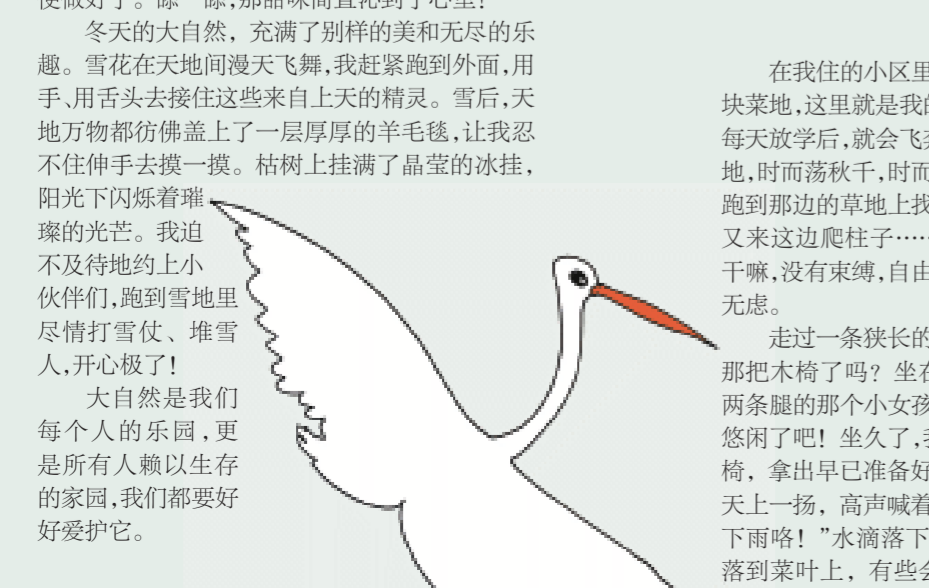 便做好了。舔一舔,那甜味简直沁到了心里!
冬天的大自然，充满了别样的美和无尽的乐
趣。雪花在天地间漫天飞舞,我赶紧跑到外面,用
手、用舌头去接住这些来自上天的精灵。雪后,天
地万物都彷佛盖上了一层厚厚的羊毛毯,让我忍
不住伸手去摸一摸。枯树上挂满了晶莹的冰挂,
阳光下闪烁着璀
璨的光芒。我迫
不及待地约上小
伙伴们,跑到雪地里
尽情打雪仗、堆雪
人,开心极了!
大自然是我们
每个人的乐园,更
是所有人赖以生存
的家园,我们都要好
好爱护它。
在我住的小区里
块菜地,这里就是我的
每天放学后,就会飞奔
地,时而荡秋千,时而
跑到那边的草地上找
又来这边爬柱子……
干嘛,没有束缚,自由
无虑。
走过一条狭长的
那把木椅了吗？坐在
两条腿的那个小女孩
悠闲了吧！坐久了,我
椅，拿出早已准备好
天上一扬，高声喊着
下雨咯！”水滴落下
落到菜叶上，有些会